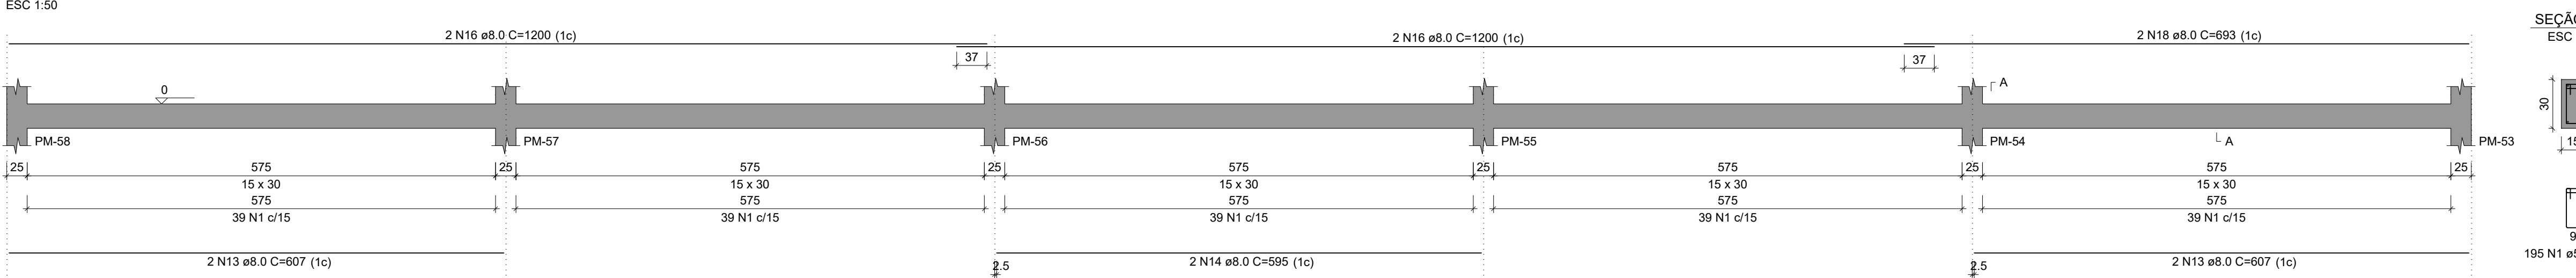 ESC 1:50
SEÇÃO
ESC
2 N16 ø8.0 C=1200 (1c)
2 N16 ø8.0 C=1200 (1c)
2 N18 ø8.0 C=693 (1c)
37
37
0
A
30
PM-58
PM-57
PM-56
PM-55
PM-54
A
PM-53
15
25
575
25
575
25
575
25
575
25
575
25
15 x 30
15 x 30
15 x 30
15 x 30
15 x 30
575
575
575
575
575
39 N1 c/15
39 N1 c/15
39 N1 c/15
39 N1 c/15
39 N1 c/15
9
195 N1
2 N13 ø8.0 C=607 (1c)
2.5
2 N14 ø8.0 C=595 (1c)
2.5
2 N13 ø8.0 C=607 (1c)